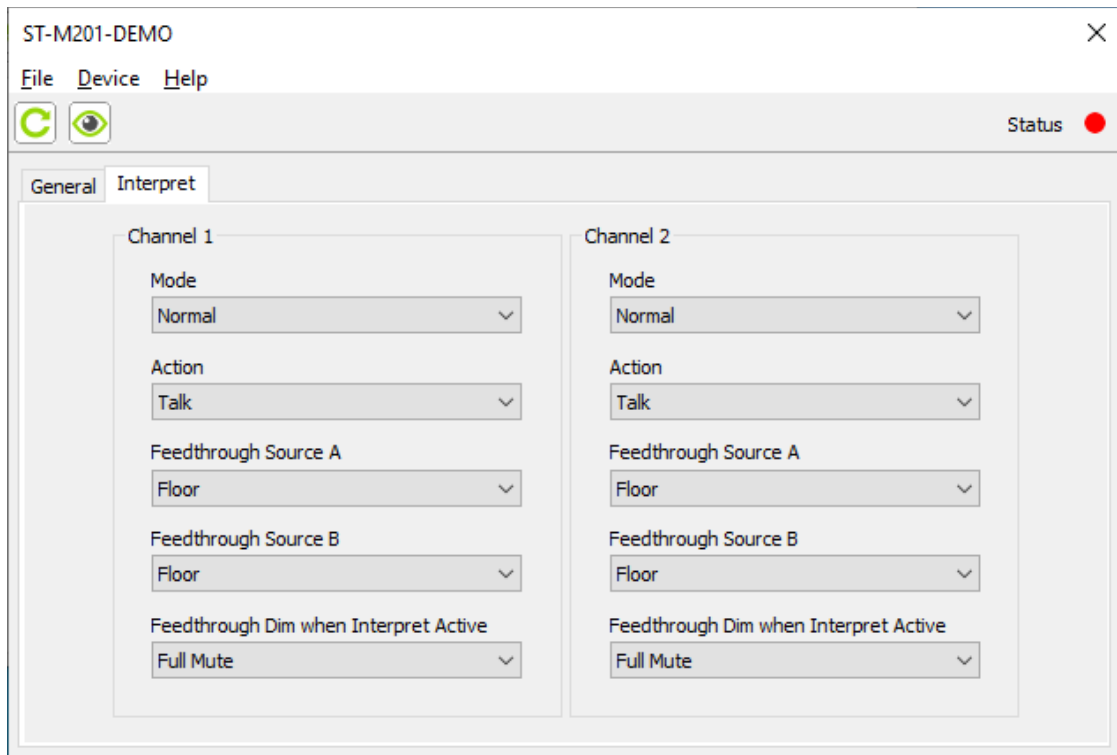 ST-M201-DEMO
File Device Help
Status
General Interpret
Channel 1
Mode
Normal
Action
Talk
Feedthrough Source A
Floor
Feedthrough Source B
Floor
Feedthrough Dim when Interpret Active
Full Mute
Channel 2
Mode
Normal
Action
Talk
Feedthrough Source A
Floor
Feedthrough Source B
Floor
Feedthrough Dim when Interpret Active
Full Mute